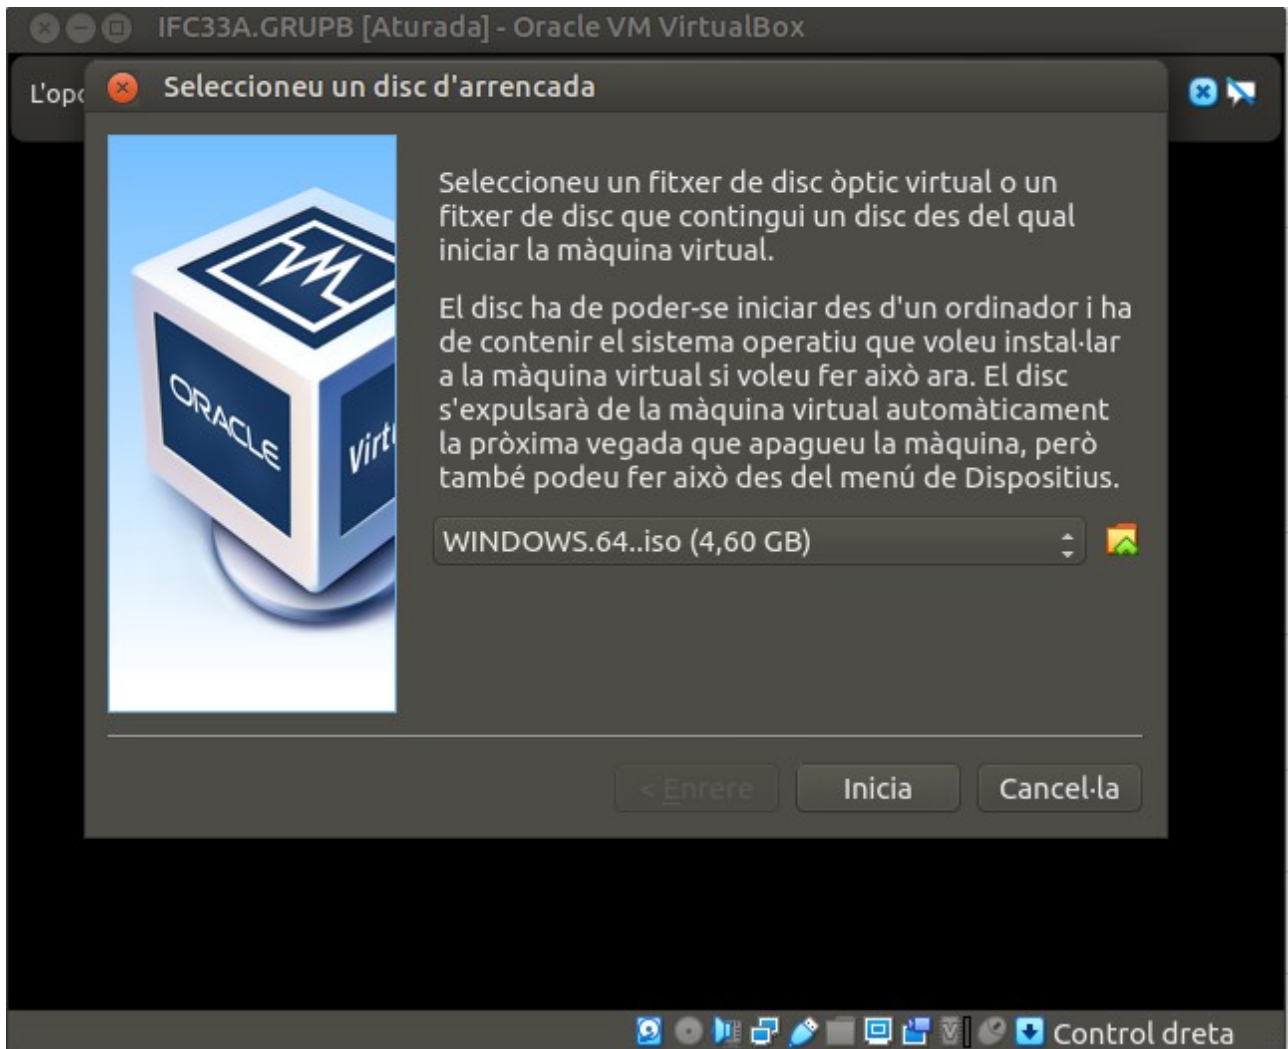 IFC33A.GRUPB [Aturada] - Oracle VM VirtualBox
Seleccioneu un disc d'arrencada
Seleccioneu un fitxer de disc òptic virtual o un
fitxer de disc que contingui un disc des del qual
iniciar la màquina virtual.
El disc ha de poder-se iniciar des d'un ordinador i ha
de contenir el sistema operatiu que voleu instal·lar
a la màquina virtual si voleu fer això ara. El disc
s'expulsarà de la màquina virtual automàticament
la pròxima vegada que apagueu la màquina, però
també podeu fer això des del menú de Dispositius.
ORACLE
WINDOWS.64..iso (4,60 GB)
< Enrere
Inicia
Cancel·la
Control dreta